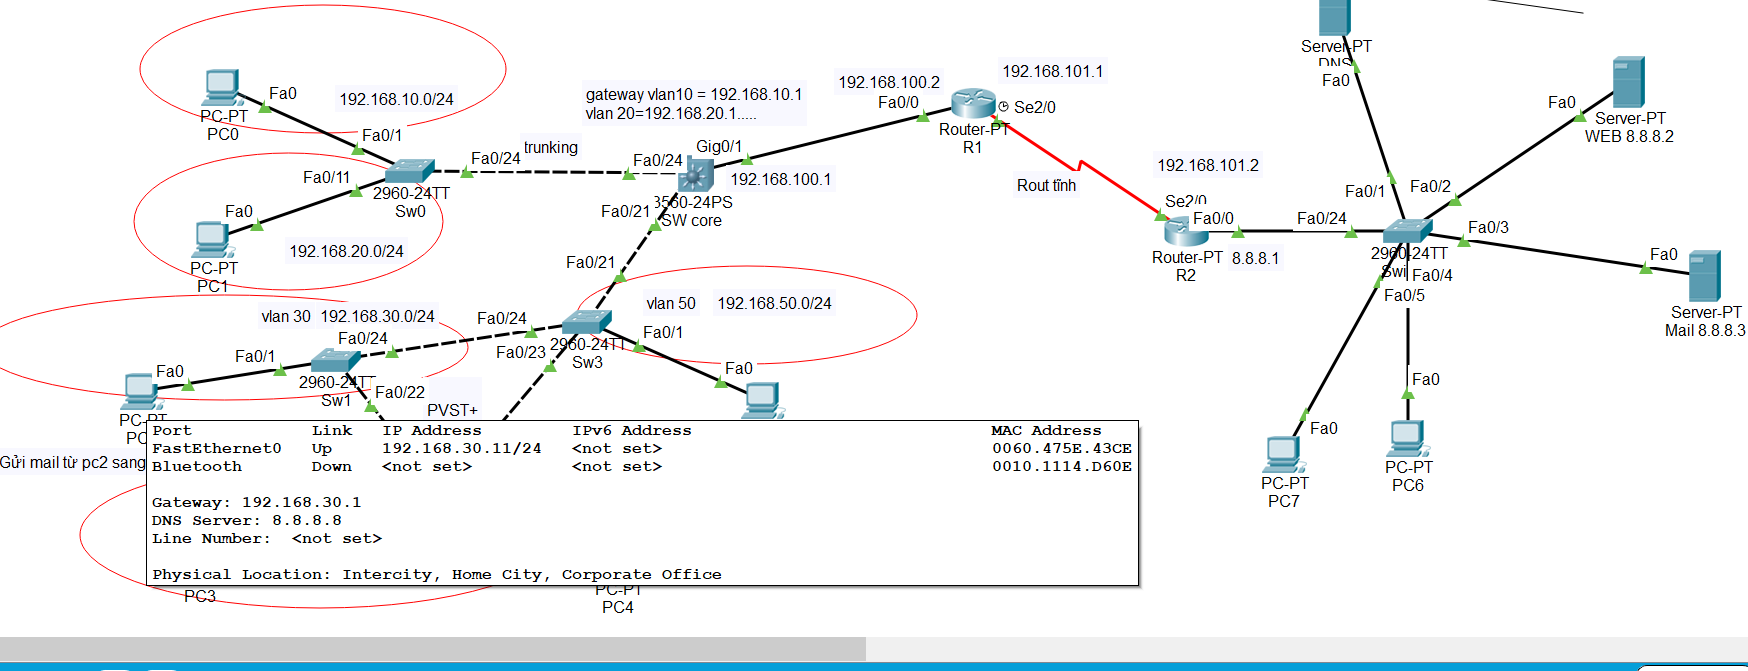 Fa0
PC-PT
PC0
192.168.10.0/24
Fa0/1
Fa0/11
Fa0
PC-PT
PC1
192.168.20.0/24
2960-24TT
Sw0
Fa0/24
trunking
gateway vlan10 = 192.168.10.1
vlan 20=192.168.20.1.....
Fa0/24
Gig0/1
192.168.100.1
3560-24PS
SW core
Fa0/21
Fa0/21
192.168.100.2
Fa0/0
192.168.101.1
Se2/0
Router-PT
R1
Rout tĩnh
192.168.101.2
Se2/0
Fa0/0
Router-PT
R2
8.8.8.1
Fa0/24
Server-PT
DNS
Fa0
Fa0
Server-PT
WEB 8.8.8.2
Fa0/1
Fa0/2
Fa0/3
2960-24TT
Fa0/4
Fa0/5
Fa0
Server-PT
Mail 8.8.8.3
Fa0
PC-PT
PC7
Fa0
PC-PT
PC6
vlan 30 192.168.30.0/24
Fa0/24
Fa0/1
Fa0
2960-24TT
Sw1
Fa0/22
PVST+
Fa0/24
Fa0/23
2960-24TT
Sw3
vlan 50 192.168.50.0/24
Fa0/1
Fa0
PC-PT
Gửi mail từ pc2 sang
Port Link IP Address IPv6 Address MAC Address
FastEthernet0 Up 192.168.30.11/24 <not set> 0060.475E.43CE
Bluetooth Down <not set> <not set> 0010.1114.D60E
Gateway: 192.168.30.1
DNS Server: 8.8.8.8
Line Number: <not set>
Physical Location: Intercity, Home City, Corporate Office
PC3
PC-PT
PC4